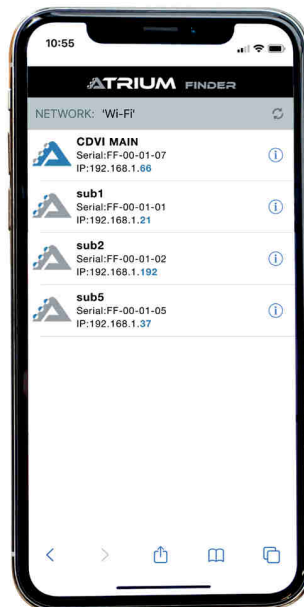 10:55
ATRIUM FINDER
NETWORK: 'Wi-Fi'
CDVI MAIN
Serial:FF-00-01-07
IP:192.168.1.66
sub1
Serial:FF-00-01-01
IP:192.168.1.21
sub2
Serial:FF-00-01-02
IP:192.168.1.192
sub5
Serial:FF-00-01-05
IP:192.168.1.37